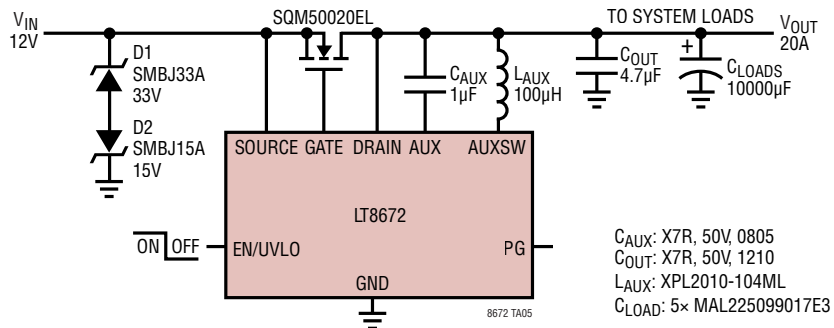 VIN
12V
SQM50020EL
TO SYSTEM LOADS
VOUT
20A
D1
SMBJ33A
33V
D2
SMBJ15A
15V
CAUX
1µF
LAUX
100µH
COUT
4.7µF
+
CLOADS
10000µF
SOURCE GATE DRAIN AUX AUXSW
LT8672
ON OFF
EN/UVLO
PG
GND
8672 TA05
CAUX: X7R, 50V, 0805
COUT: X7R, 50V, 1210
LAUX: XPL2010-104ML
CLOAD: 5× MAL225099017E3